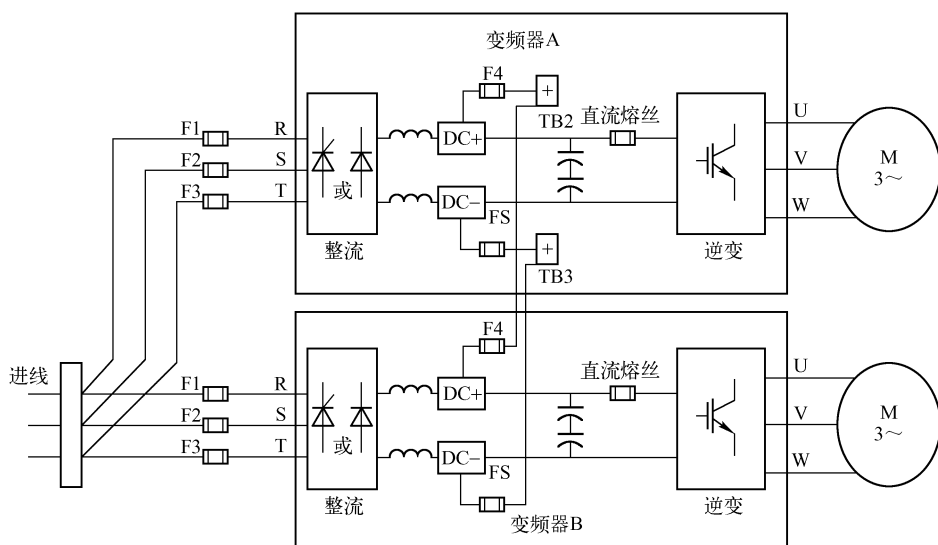 变频器A
F4
+
TB2
直流熔丝
F1
R
F2
S
F3
T
或
整流
DC+
DC−
FS
+
TB3
逆变
U
V
W
M
3～
进线
F4
F1
R
F2
S
F3
T
或
整流
DC+
DC−
FS
直流熔丝
变频器B
逆变
U
V
W
M
3～